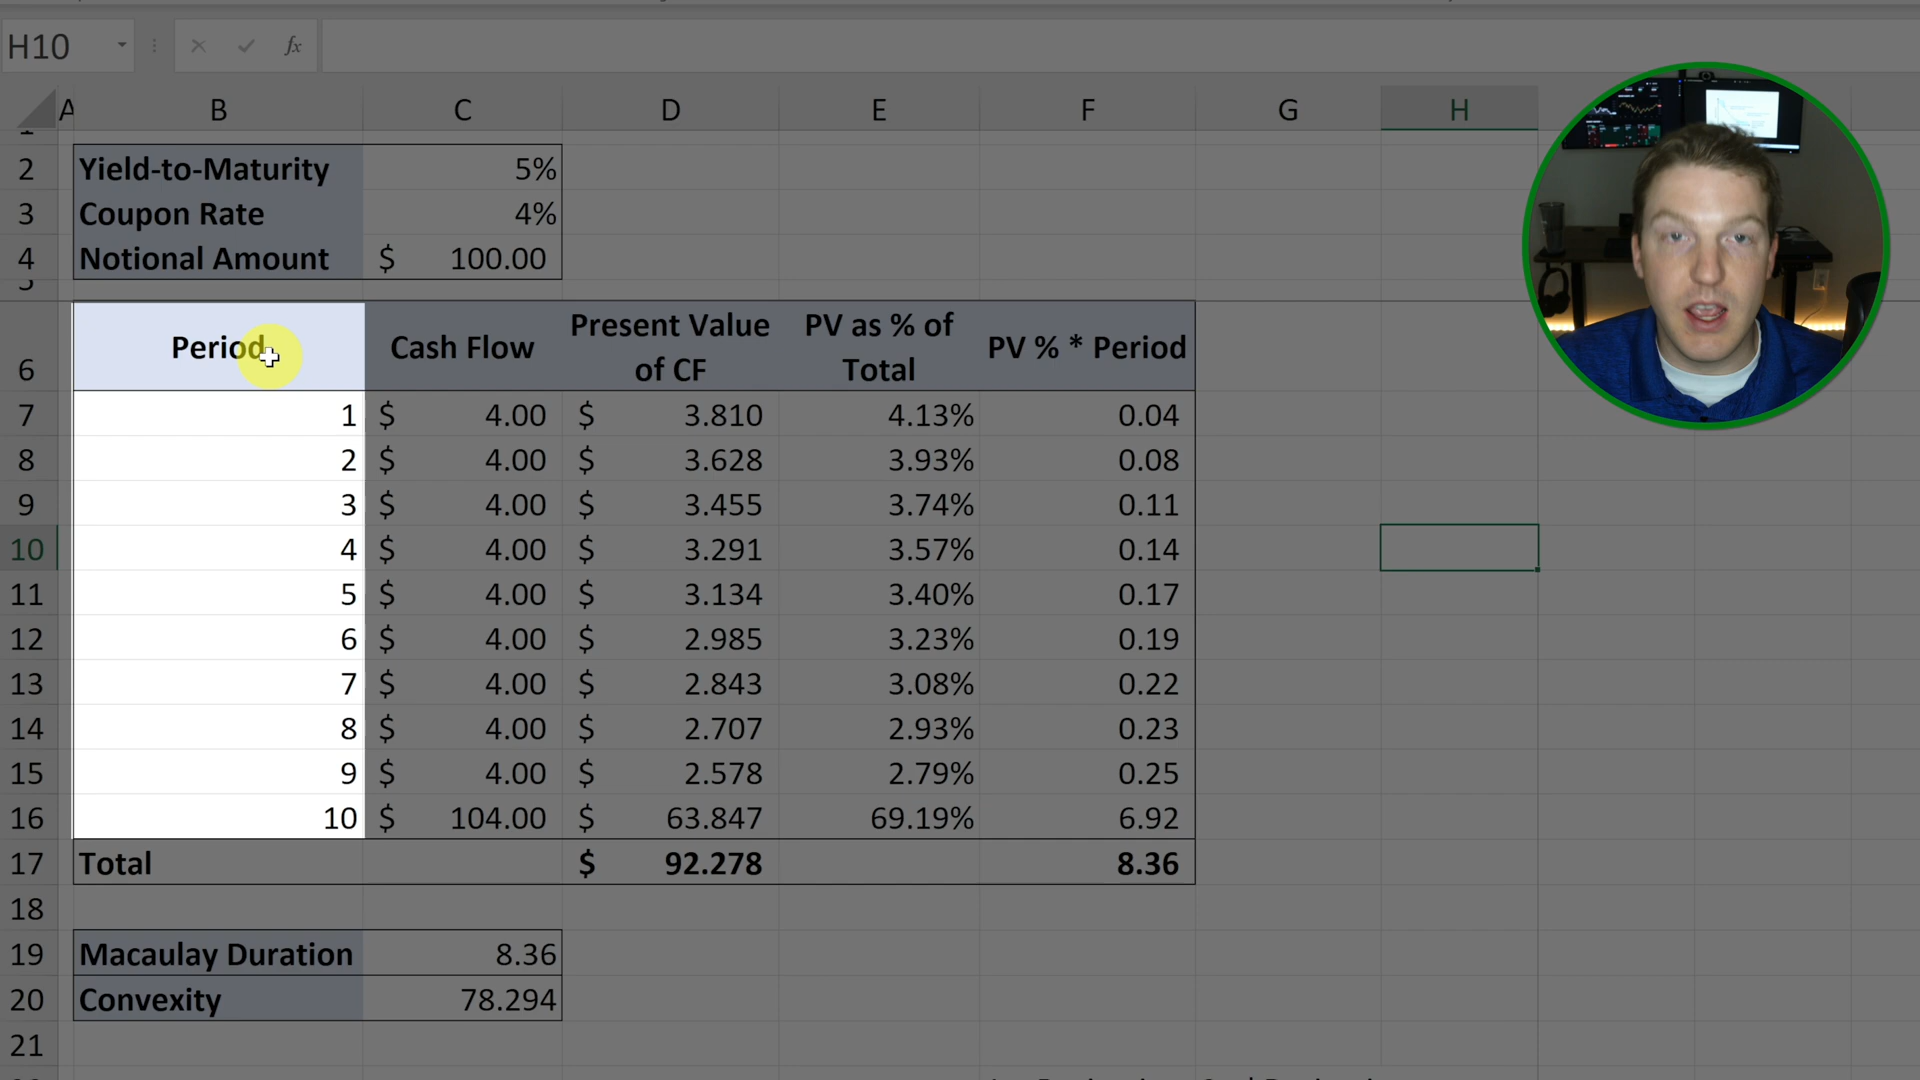 H10 fx
A B C D E F G H
2 Yield-to-Maturity 5%
3 Coupon Rate 4%
4 Notional Amount $ 100.00
6 Period Cash Flow Present Value of CF PV as % of Total PV % * Period
7 1 $ 4.00 $ 3.810 4.13% 0.04
8 2 $ 4.00 $ 3.628 3.93% 0.08
9 3 $ 4.00 $ 3.455 3.74% 0.11
10 4 $ 4.00 $ 3.291 3.57% 0.14
11 5 $ 4.00 $ 3.134 3.40% 0.17
12 6 $ 4.00 $ 2.985 3.23% 0.19
13 7 $ 4.00 $ 2.843 3.08% 0.22
14 8 $ 4.00 $ 2.707 2.93% 0.23
15 9 $ 4.00 $ 2.578 2.79% 0.25
16 10 $ 104.00 $ 63.847 69.19% 6.92
17 Total $ 92.278 8.36
18
19 Macaulay Duration 8.36
20 Convexity 78.294
21